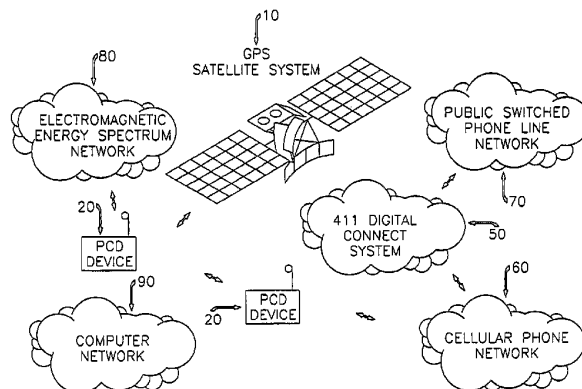 10
GPS
SATELLITE SYSTEM
80
ELECTROMAGNETIC
ENERGY SPECTRUM
NETWORK
PUBLIC SWITCHED
PHONE LINE
NETWORK
70
411 DIGITAL
CONNECT
SYSTEM
50
20
PCD
DEVICE
90
COMPUTER
NETWORK
20
PCD
DEVICE
60
CELLULAR PHONE
NETWORK